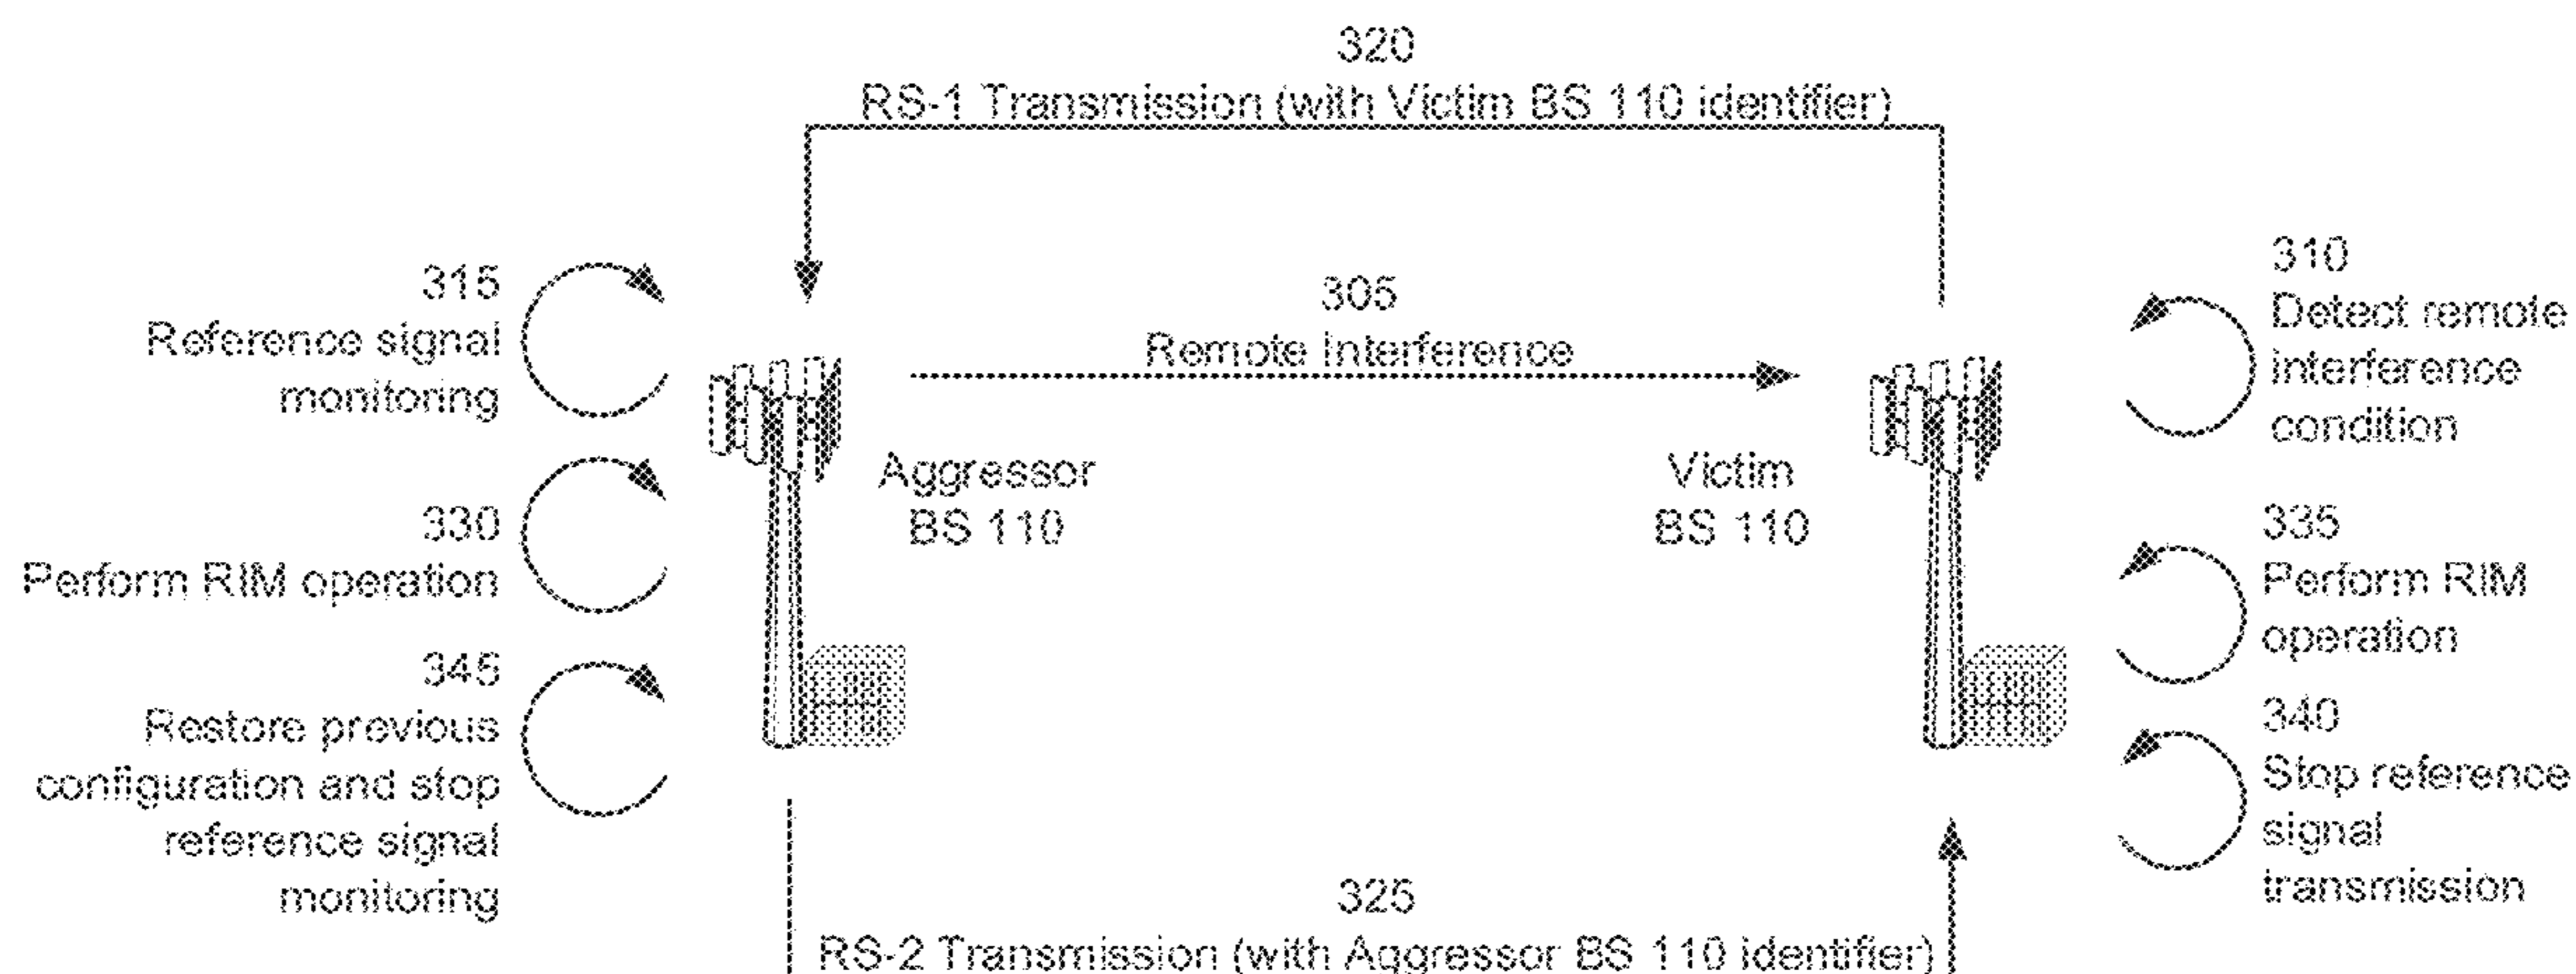 320
RS-1 Transmission (with Victim BS 110 identifier)
315
Reference signal
monitoring
305
Remote Interference
310
Detect remote
interference
condition
Aggressor
BS 110
Victim
BS 110
330
Perform RIM operation
335
Perform RIM
operation
345
Restore previous
configuration and stop
reference signal
monitoring
340
Stop reference
signal
transmission
325
RS-2 Transmission (with Aggressor BS 110 identifier)